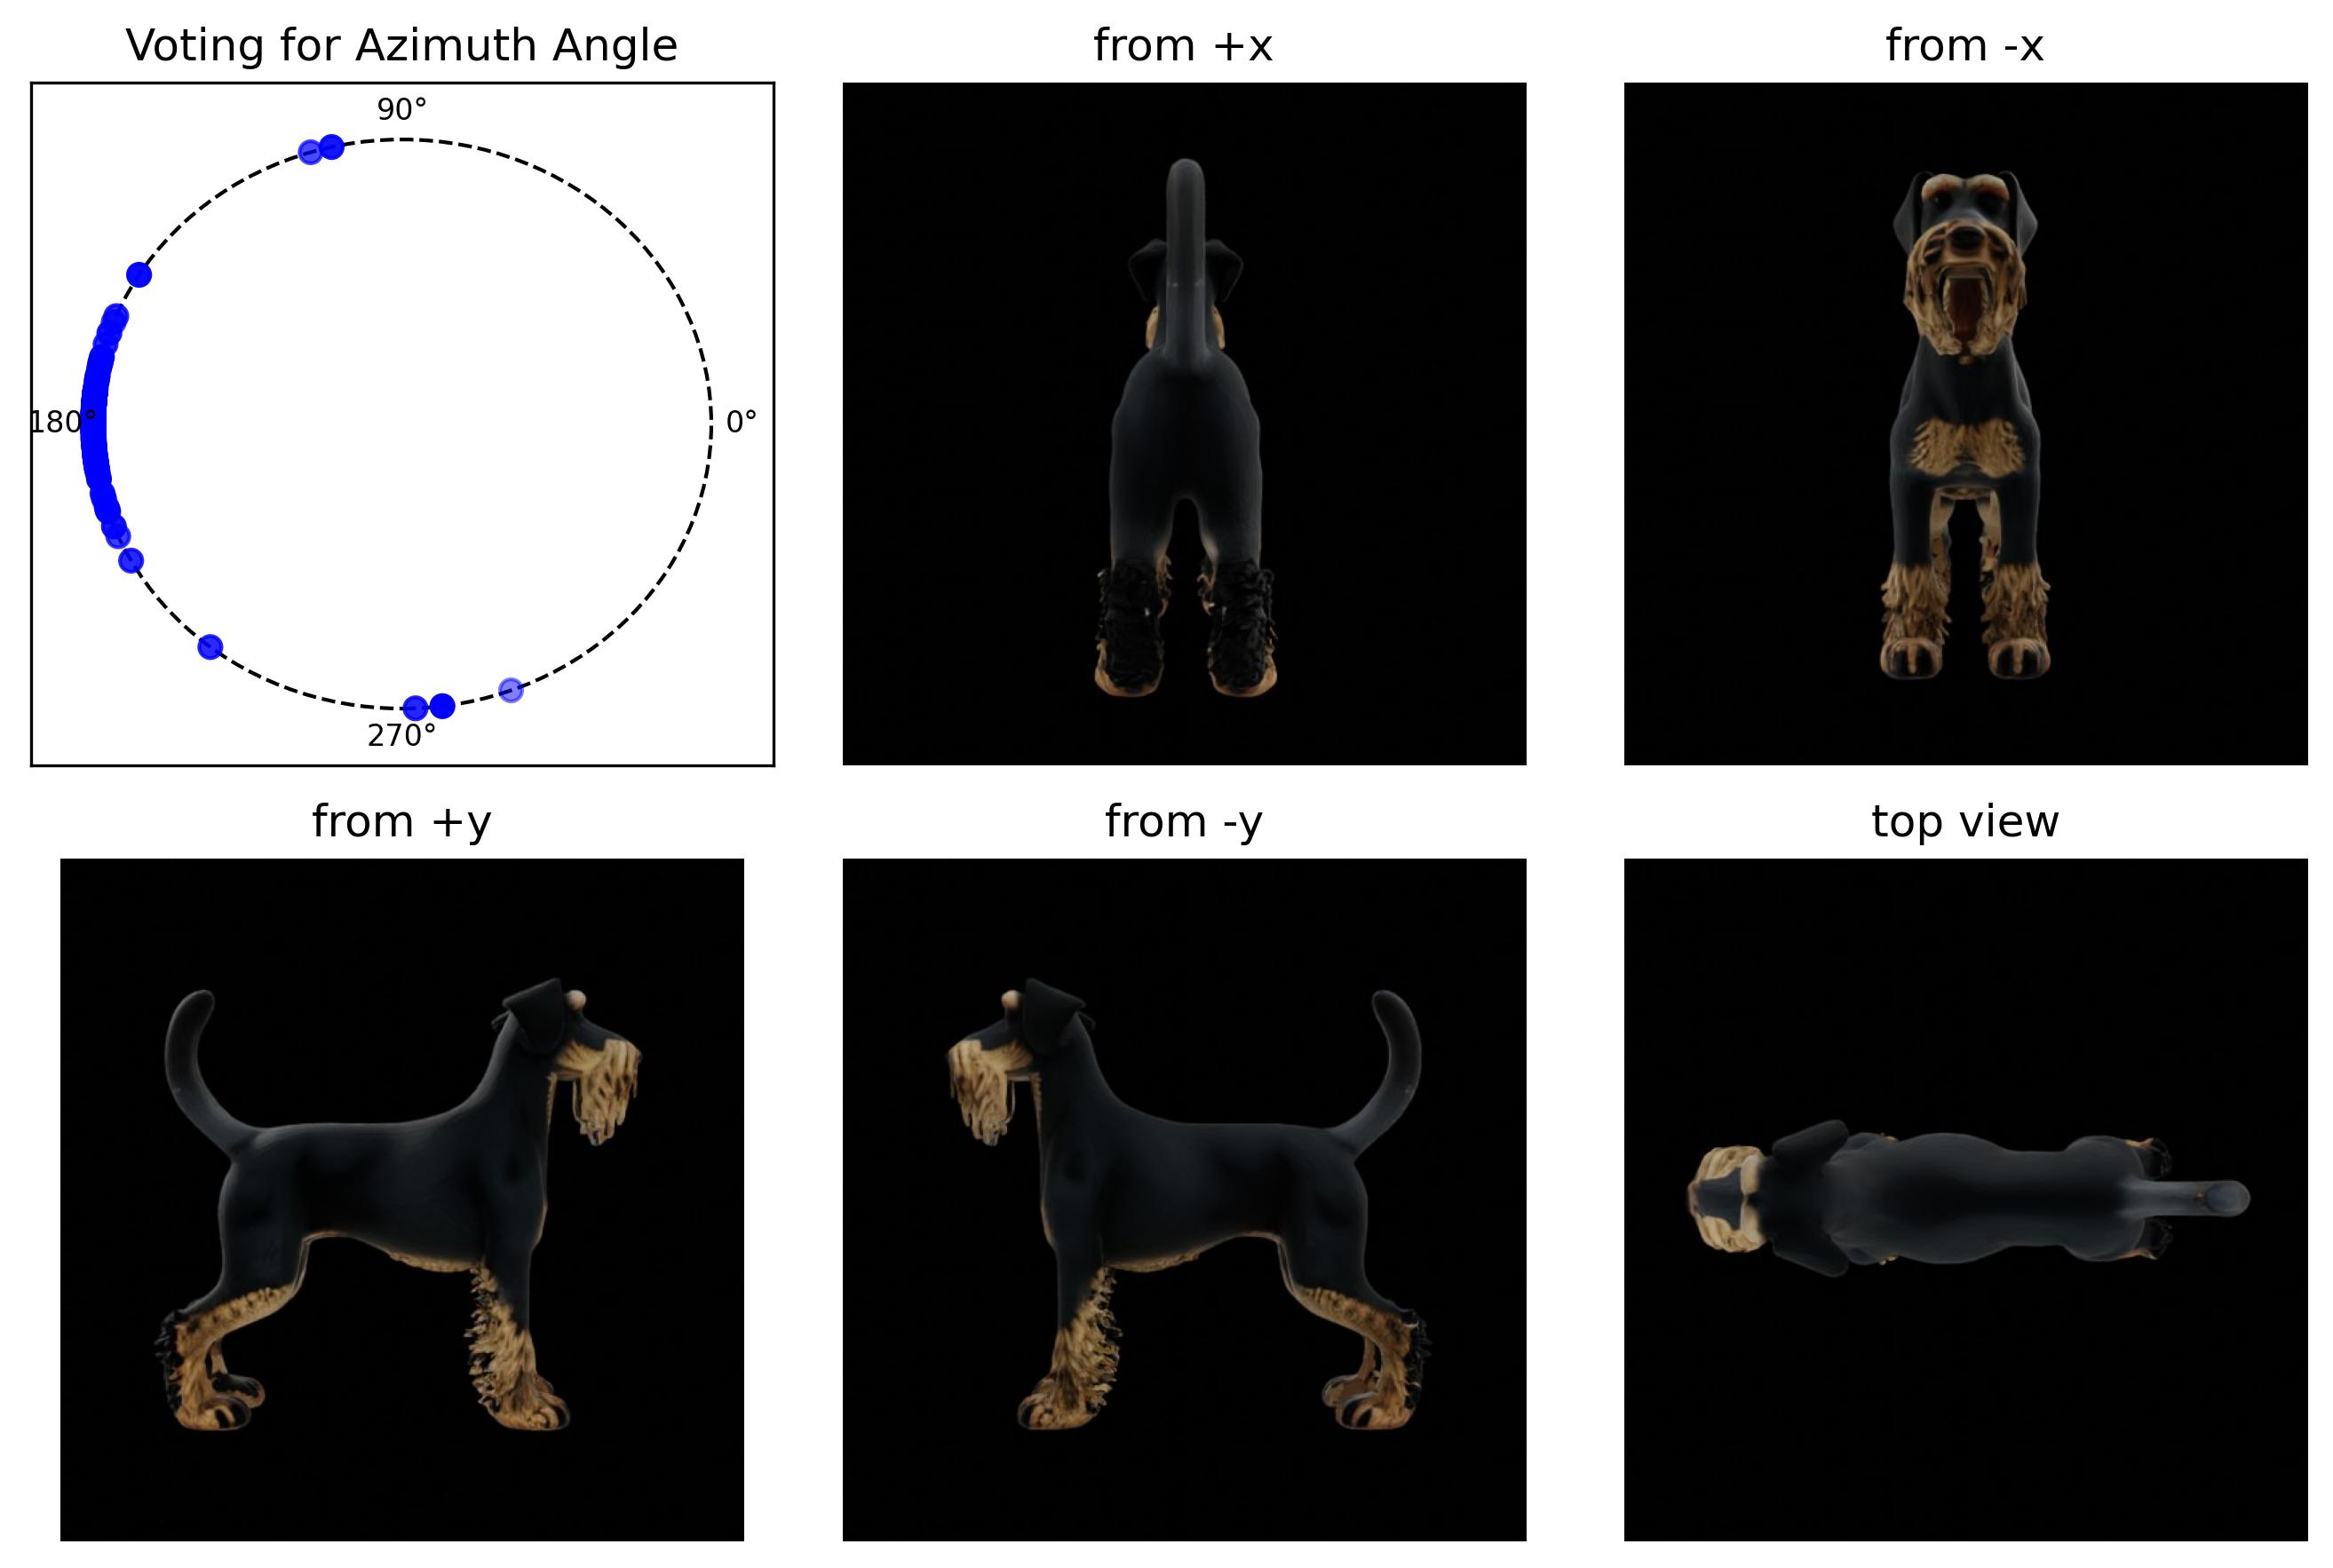 Voting for Azimuth Angle
from +x
from -x
90°
180°
0°
270°
from +y
from -y
top view